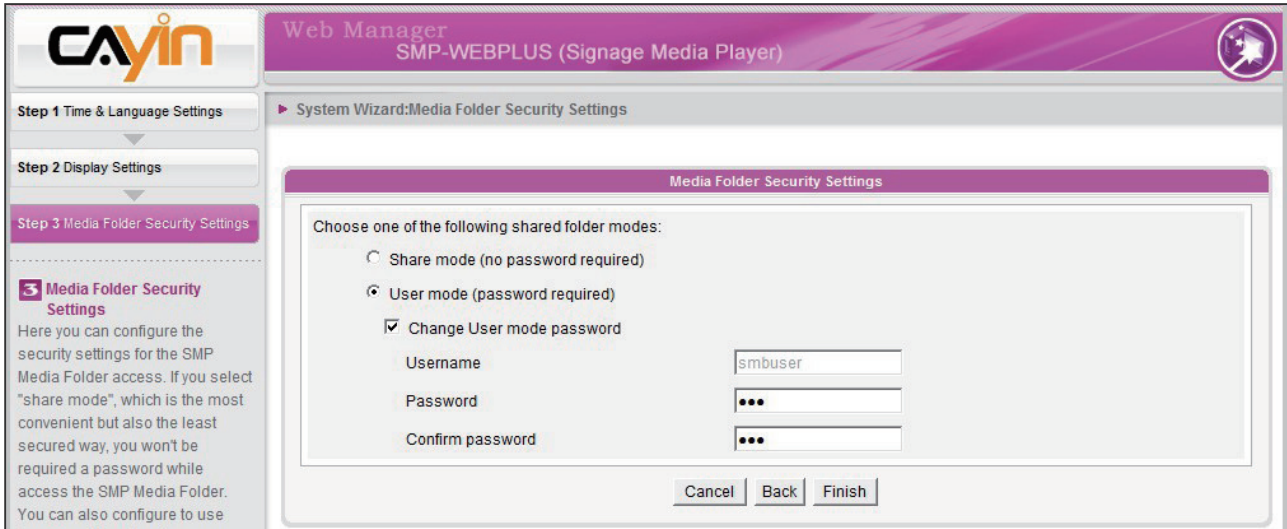 CAYIN
Web Manager
SMP-WEBPLUS (Signage Media Player)
Step 1 Time & Language Settings
Step 2 Display Settings
Step 3 Media Folder Security Settings
3 Media Folder Security
Settings
Here you can configure the
security settings for the SMP
Media Folder access. If you select
"share mode", which is the most
convenient but also the least
secured way, you won't be
required a password while
access the SMP Media Folder.
You can also configure to use
System Wizard:Media Folder Security Settings
Media Folder Security Settings
Choose one of the following shared folder modes:
Share mode (no password required)
User mode (password required)
Change User mode password
Username smbuser
Password •••
Confirm password •••
Cancel Back Finish